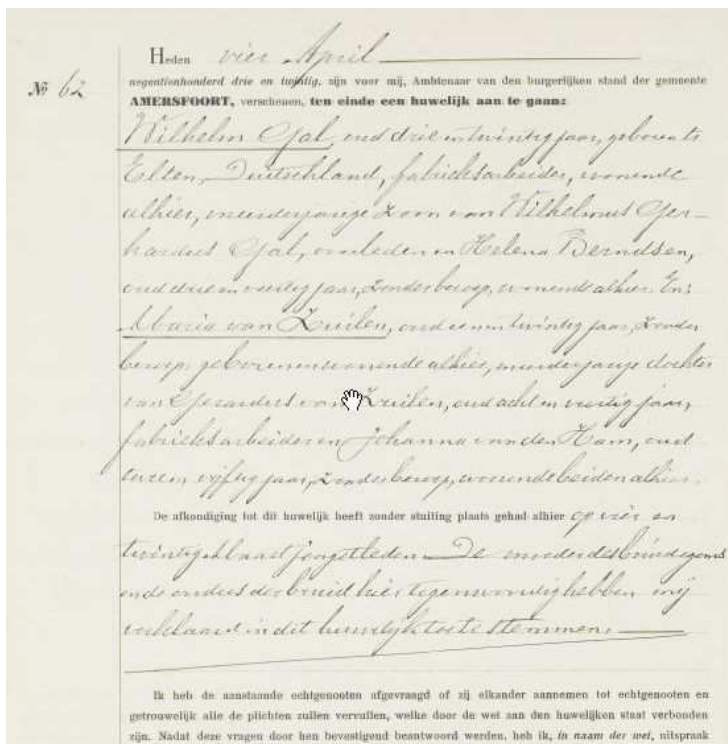 Heden vier April
№ 62
negentienhonderd drie en twintig, zijn voor mij, Ambtenaar van den burgerlijken stand der gemeente
AMERSFOORT, verschenen, ten einde een huwelijk aan te gaan:
Wilhelm Gal, oud drie en twintig jaar, geboren te
Elten, Duitschland, fabrieksarbeider, wonende
alhier, meerderjarige zoon van Wilhelmus Ger-
hardus Gal, overleden en Helena Berndsen,
oud drie en veertig jaar, zonder beroep, wonende alhier. En:
Maria van Zuilen, oud een en twintig jaar, zonder
beroep, geboren en wonende alhier, meerderjarige dochter
van Gerardus van Zuilen, oud acht en veertig jaar,
fabrieksarbeider en Johanna van den Ham, oud
twee en vijftig jaar, zonder beroep, wonende beiden alhier.
De afkondiging tot dit huwelijk heeft zonder stuiting plaats gehad alhier op vier en
twintig Maart jongstleden. De moeder des bruidegoms
en de ouders der bruid hier tegenwoordig hebben mij
verklaard in dit huwelijk toe te stemmen.
Ik heb de aanstaande echtgenooten afgevraagd of zij elkander aannemen tot echtgenooten en
getrouwelijk alle de plichten zullen vervullen, welke door de wet aan den huwelijken staat verbonden
zijn. Nadat deze vragen door hen bevestigend beantwoord werden, heb ik, in naam der wet, uitspraak